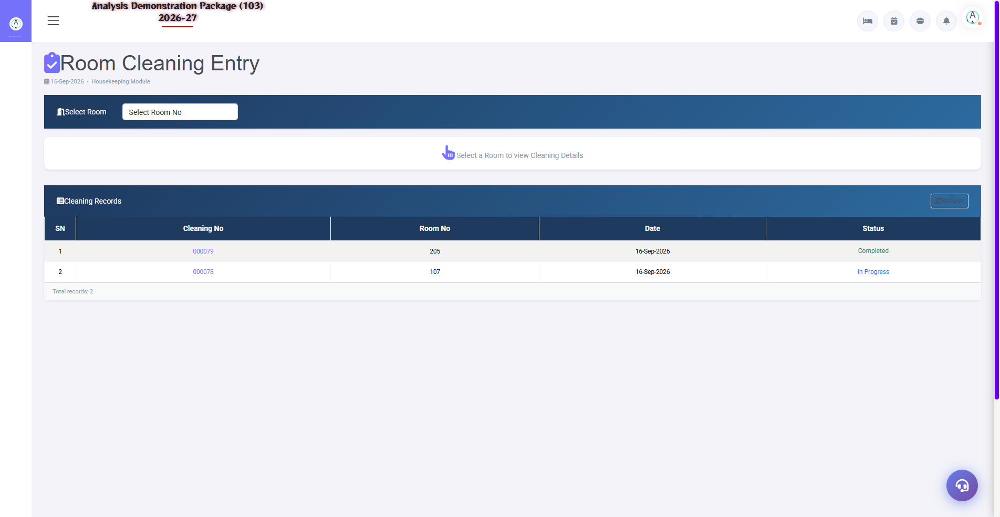 Analysis Demonstration Package (103)
2026-27
Room Cleaning Entry
16-Sep-2026 • Housekeeping Module
Select Room
Select Room No
Select a Room to view Cleaning Details
Cleaning Records
Refresh
SN Cleaning No Room No Date Status
1 000079 205 16-Sep-2026 Completed
2 000078 107 16-Sep-2026 In Progress
Total records: 2